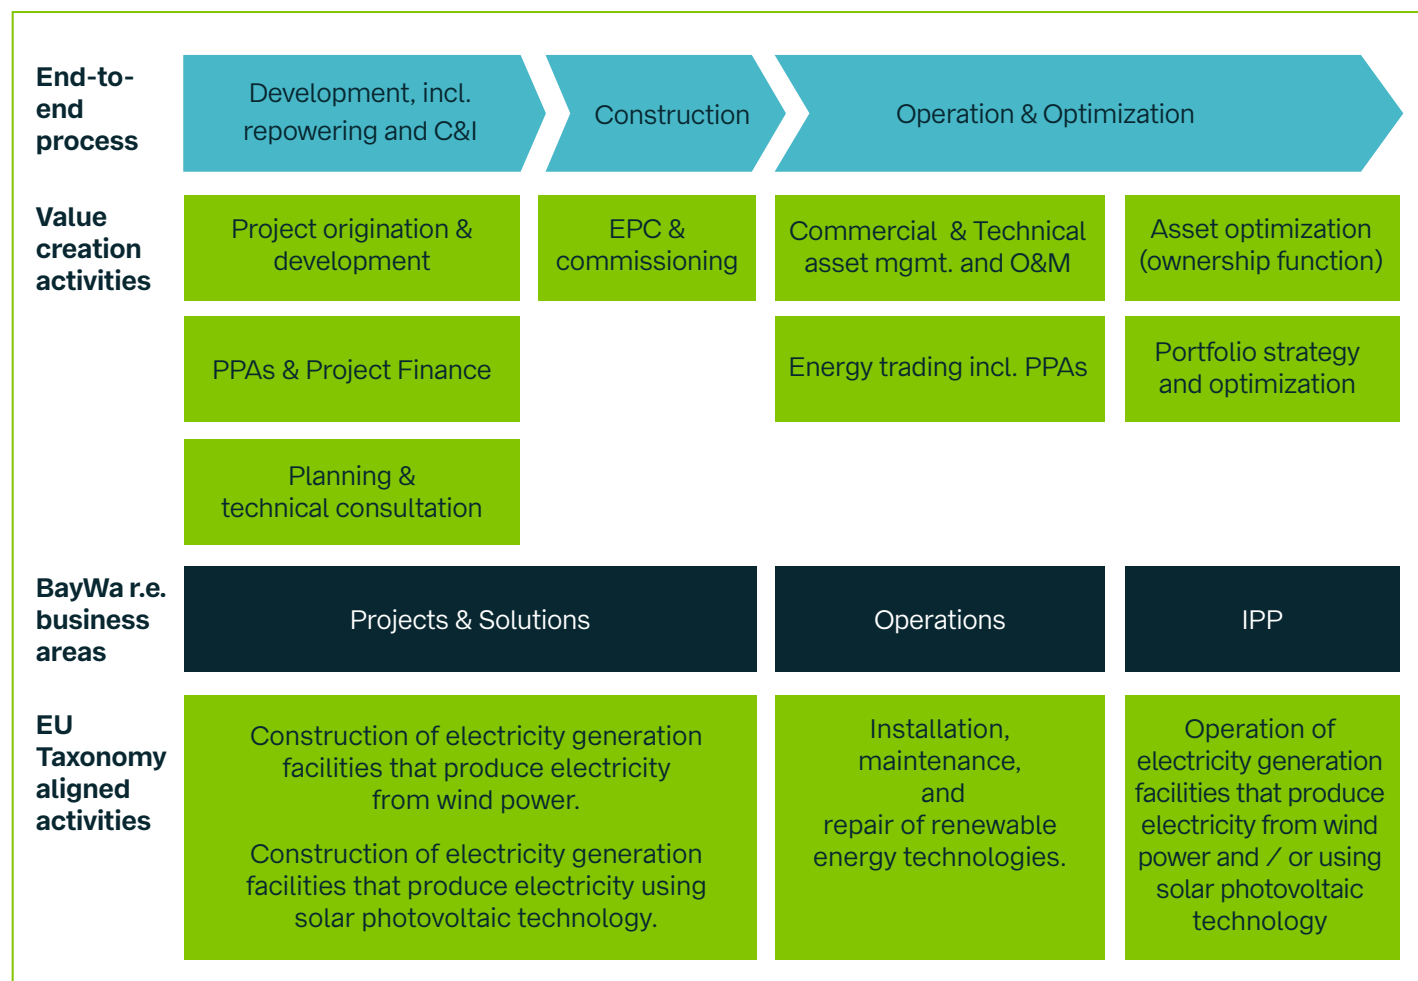 End-to-
end
process
Development, incl.
repowering and C&I
Construction
Operation & Optimization
Value
creation
activities
Project origination &
development
EPC &
commissioning
Commercial & Technical
asset mgmt. and O&M
Asset optimization
(ownership function)
PPAs & Project Finance
Energy trading incl. PPAs
Portfolio strategy
and optimization
Planning &
technical consultation
BayWa r.e.
business
areas
Projects & Solutions
Operations
IPP
EU
Taxonomy
aligned
activities
Construction of electricity generation
facilities that produce electricity
from wind power.
Construction of electricity generation
facilities that produce electricity using
solar photovoltaic technology.
Installation,
maintenance,
and
repair of renewable
energy technologies.
Operation of
electricity generation
facilities that produce
electricity from wind
power and / or using
solar photovoltaic
technology